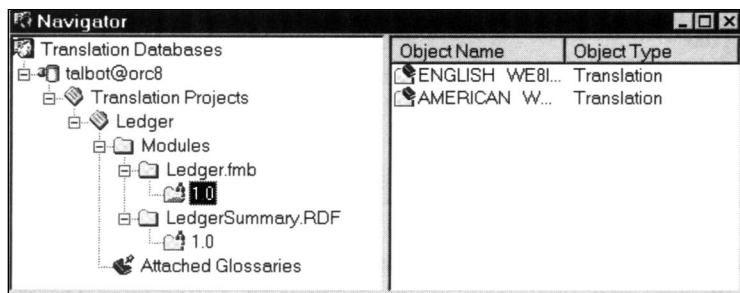 Navigator
Translation Databases
talbot@orc8
Translation Projects
Ledger
Modules
Ledger.fmb
1.0
LedgerSummary.RDF
1.0
Attached Glossaries
Object Name Object Type
ENGLISH WE8I... Translation
AMERICAN W... Translation